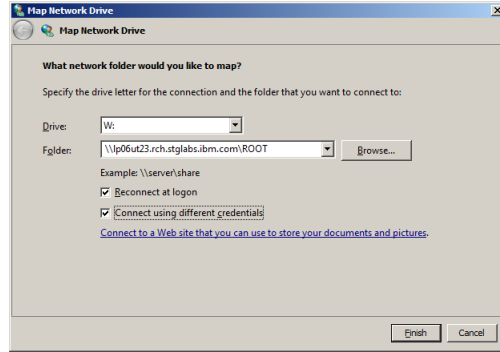 Map Network Drive
Map Network Drive
What network folder would you like to map?
Specify the drive letter for the connection and the folder that you want to connect to:
Drive: W:
Folder: \\lp06ut23.rch.stglabs.ibm.com\ROOT Browse...
Example: \\server\share
Reconnect at logon
Connect using different credentials
Connect to a Web site that you can use to store your documents and pictures.
Finish Cancel